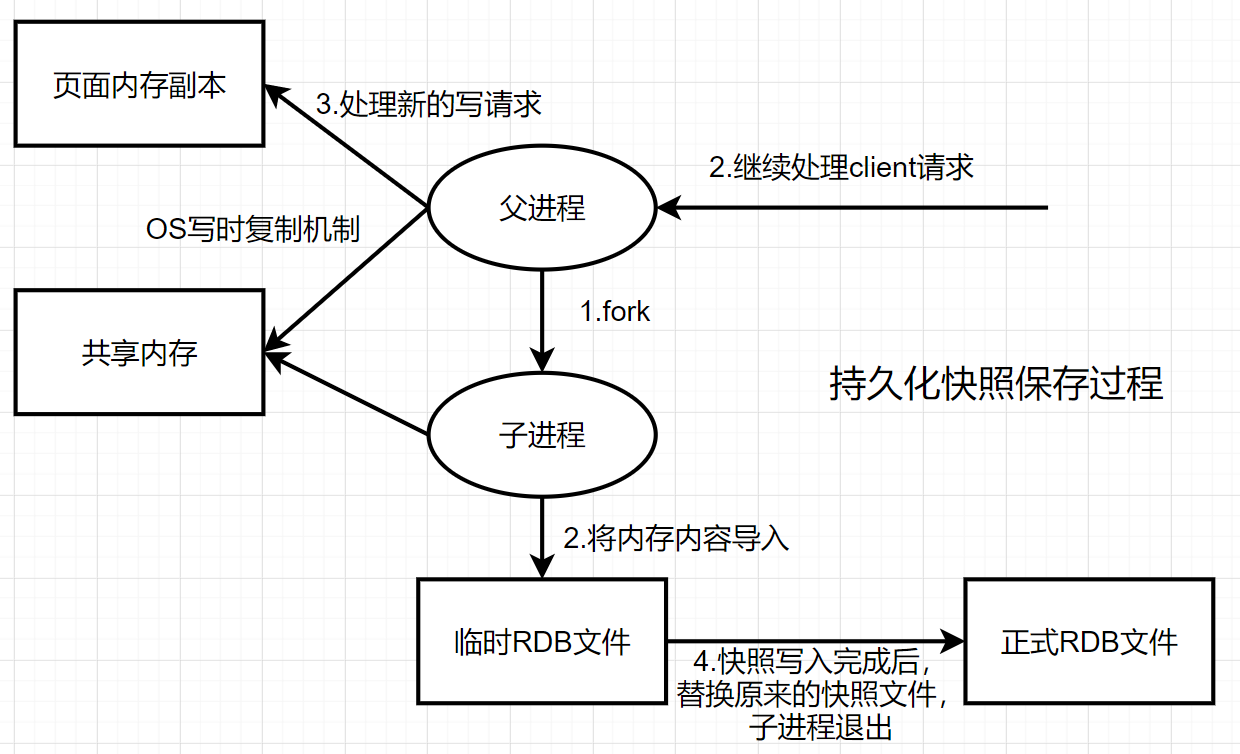 页面内存副本
3.处理新的写请求
2.继续处理client请求
父进程
OS写时复制机制
1.fork
共享内存
持久化快照保存过程
子进程
2.将内存内容导入
临时RDB文件
正式RDB文件
4.快照写入完成后，
替换原来的快照文件，
子进程退出